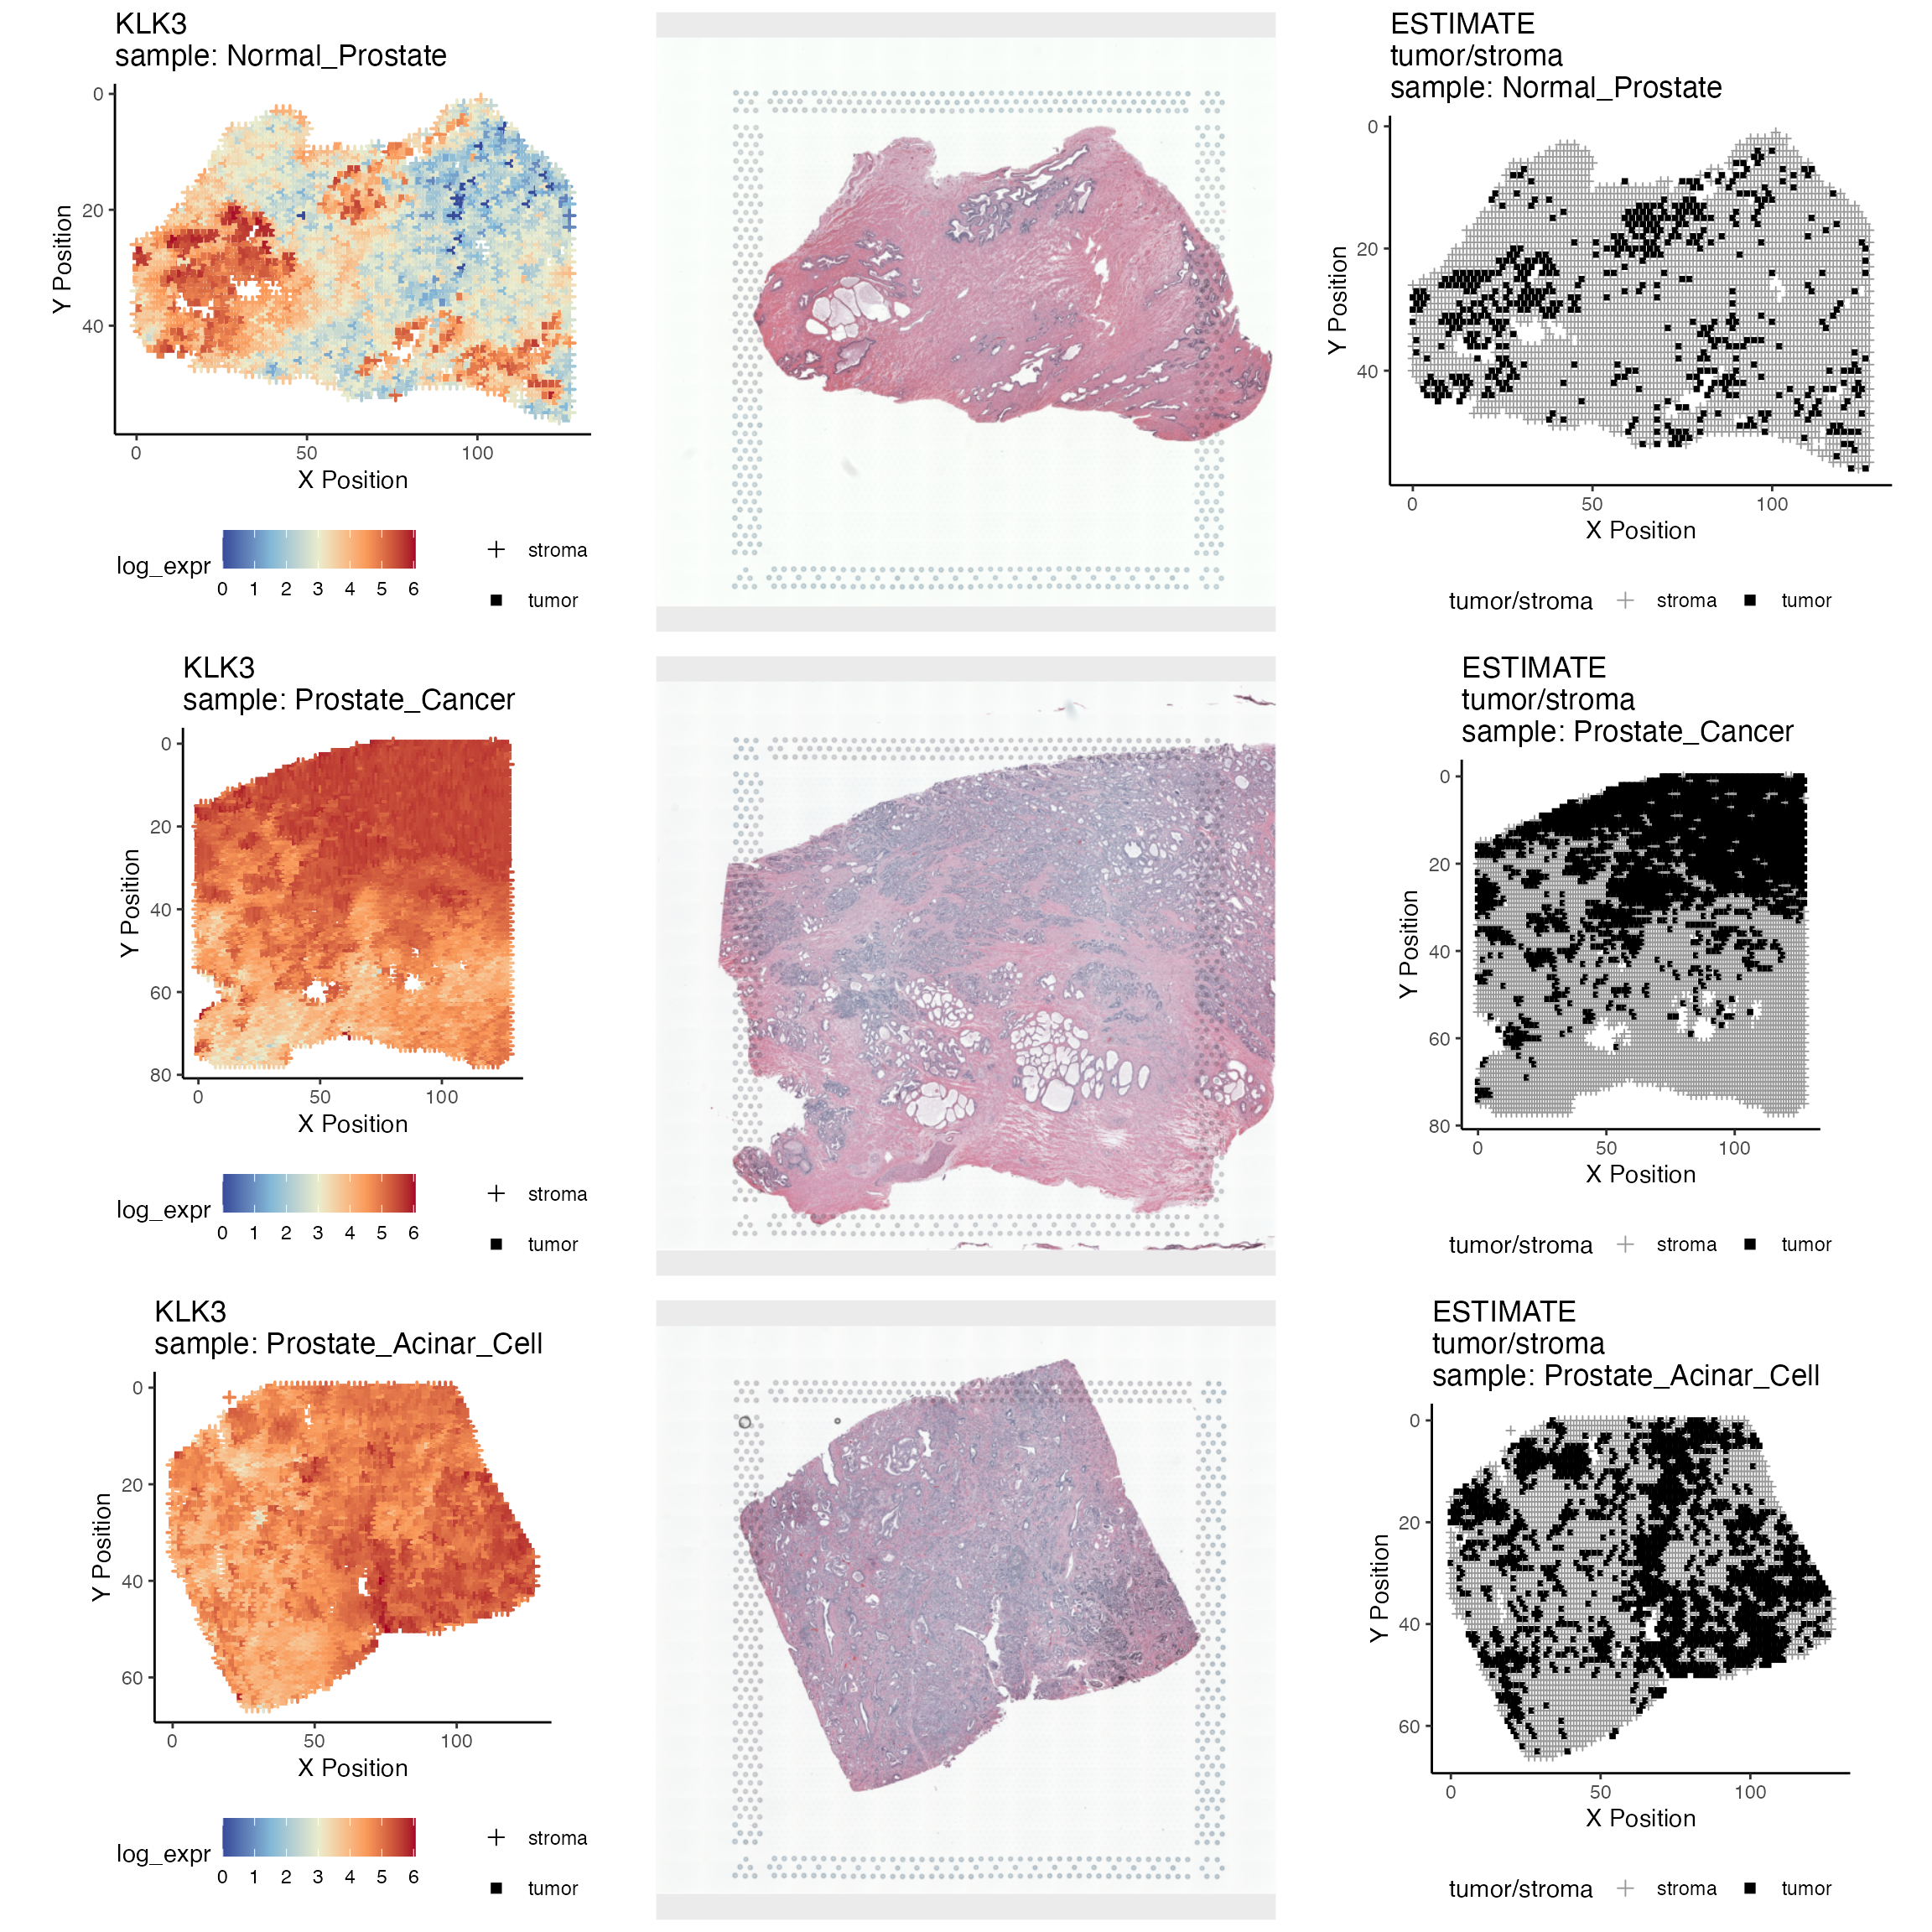 KLK3
sample: Normal_Prostate
0
20
40
Y Position
0 50 100
X Position
log_expr
0 1 2 3 4 5 6
stroma
tumor
ESTIMATE
tumor/stroma
sample: Normal_Prostate
0
20
40
Y Position
0 50 100
X Position
tumor/stroma stroma tumor
KLK3
sample: Prostate_Cancer
0
20
40
60
80
Y Position
0 50 100
X Position
log_expr
0 1 2 3 4 5 6
stroma
tumor
ESTIMATE
tumor/stroma
sample: Prostate_Cancer
0
20
40
60
80
Y Position
0 50 100
X Position
tumor/stroma stroma tumor
KLK3
sample: Prostate_Acinar_Cell
0
20
40
60
Y Position
0 50 100
X Position
log_expr
0 1 2 3 4 5 6
stroma
tumor
ESTIMATE
tumor/stroma
sample: Prostate_Acinar_Cell
0
20
40
60
Y Position
0 50 100
X Position
tumor/stroma stroma tumor